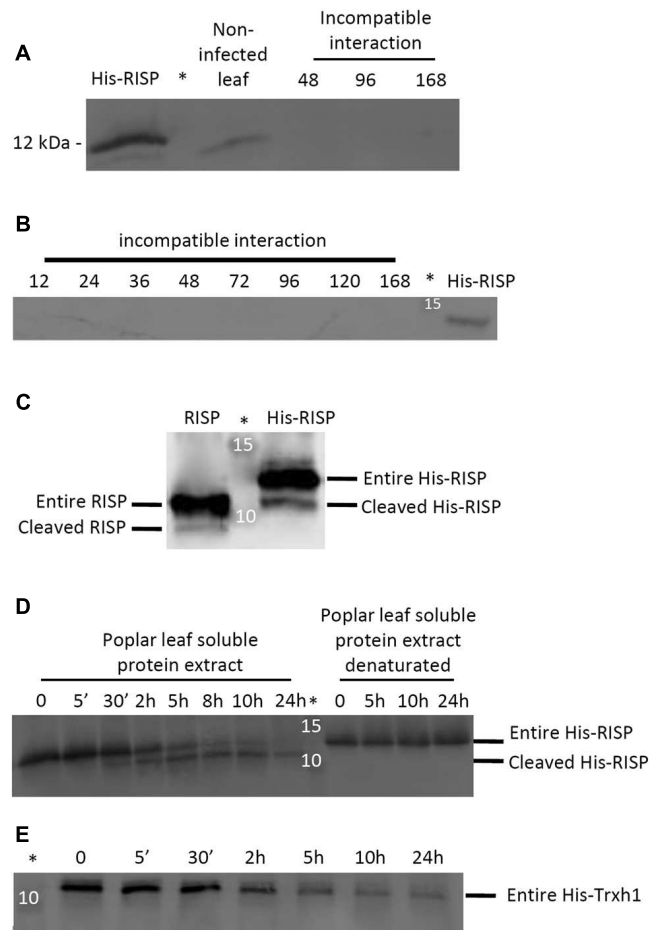 A
Non-
infected
leaf
Incompatible
interaction
His-RISP * 48 96 168
12 kDa -
B
incompatible interaction
12 24 36 48 72 96 120 168 * His-RISP
15
C
RISP * His-RISP
15
Entire His-RISP
Entire RISP
Cleaved His-RISP
10
Cleaved RISP
D
Poplar leaf soluble
protein extract
Poplar leaf soluble
protein extract
denaturated
0 5’ 30’ 2h 5h 8h 10h 24h * 0 5h 10h 24h
15
Entire His-RISP
10
Cleaved His-RISP
E
* 0 5’ 30’ 2h 5h 10h 24h
10
Entire His-Trxh1